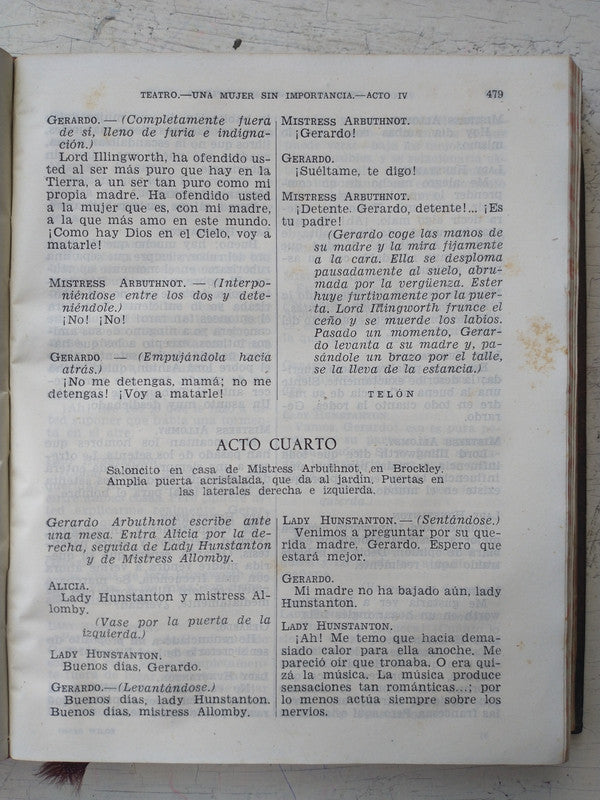 TEATRO.—UNA MUJER SIN IMPORTANCIA.—ACTO IV 479
GERARDO. — (Completamente fuera
de sí, lleno de furia e indigna-
ción.)
Lord Illingworth, ha ofendido us-
ted al ser más puro que hay en la
Tierra, a un ser tan puro como mi
propia madre. Ha ofendido usted
a la mujer que es, con mi madre,
a la que más amo en este mundo.
¡Como hay Dios en el Cielo, voy a
matarle!
MISTRESS ARBUTHNOT. — (Interpo-
niéndose entre los dos y dete-
niéndole.)
¡No! ¡No!
GERARDO — (Empujándola hacia
atrás.)
¡No me detengas, mamá; no me
detengas! ¡Voy a matarle!
MISTRESS ARBUTHNOT.
¡Gerardo!
GERARDO.
¡Suéltame, te digo!
MISTRESS ARBUTHNOT.
¡Detente, Gerardo, detente!... ¡Es
tu padre!
(Gerardo coge las manos de
su madre y la mira fijamente
a la cara. Ella se desploma
pausadamente al suelo, abru-
mada por la vergüenza. Ester
huye furtivamente por la puer-
ta. Lord Illingworth frunce el
ceño y se muerde los labios.
Pasado un momento, Gerar-
do levanta a su madre y, pa-
sándole un brazo por el talle,
se la lleva de la estancia.)
TELÓN
ACTO CUARTO
Saloncito en casa de Mistress Arbuthnot, en Brockley.
Amplia puerta acristalada, que da al jardín. Puertas en
las laterales derecha e izquierda.
Gerardo Arbuthnot escribe ante
una mesa. Entra Alicia por la de-
recha, seguida de Lady Hunstanton
y de Mistress Allomby.
ALICIA.
Lady Hunstanton y mistress Al-
lomby.
(Vase por la puerta de la
izquierda.)
LADY HUNSTANTON.
Buenos días, Gerardo.
GERARDO.—(Levantándose.)
Buenos días, lady Hunstanton.
Buenos días, mistress Allomby.
LADY HUNSTANTON.— (Sentándose.)
Venimos a preguntar por su que-
rida madre, Gerardo. Espero que
estará mejor.
GERARDO.
Mi madre no ha bajado aún, lady
Hunstanton.
LADY HUNSTANTON.
¡Ah! Me temo que hacía dema-
siado calor para ella anoche. Me
pareció oír que tronaba. O era qui-
zá la música. La música produce
sensaciones tan románticas...; por
lo menos actúa siempre sobre los
nervios.